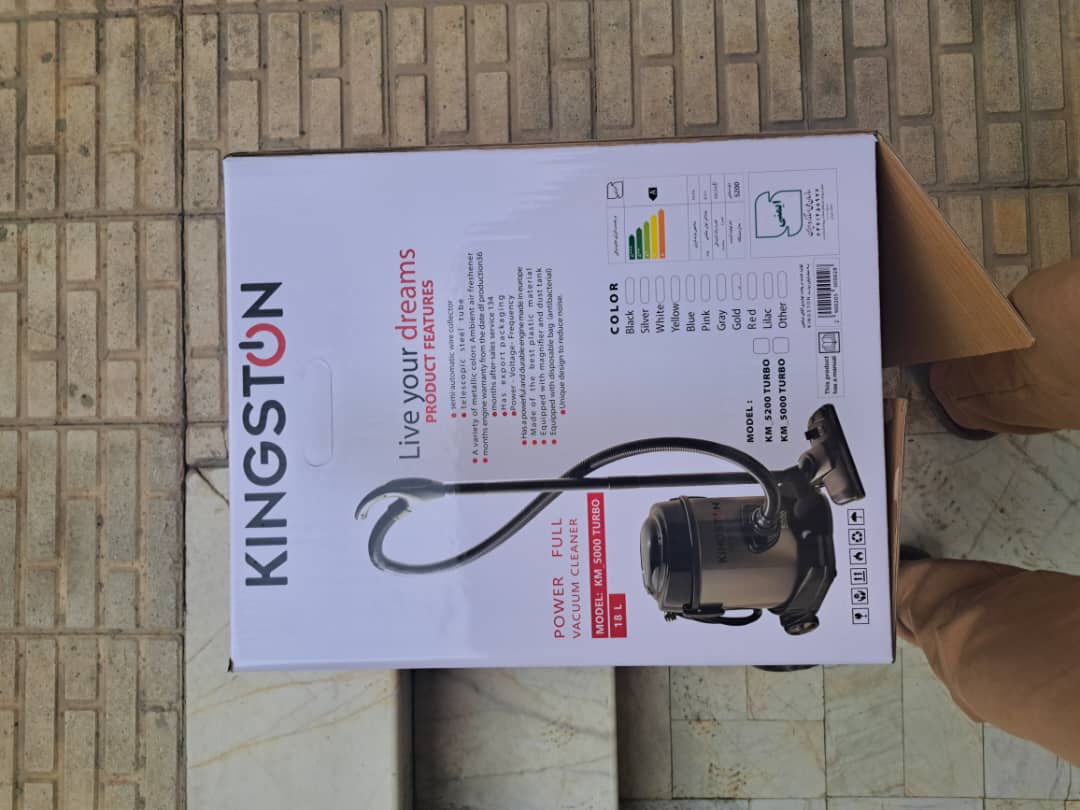 KINGSTON
Live your dreams
PRODUCT FEATURES
semi-automatic wire collector
telescopic steel tube
A variety of metallic colors Ambient air freshener
months engine warranty from the date df production36
months after-sales service 134
Has export packaging
Power - Voltage- Frequency
Has a powerful and durable engine made in europe
Made of the best plastic material
Equipped with magnifier and dust tank
Equipped with disposable bag (antibacterial)
Unique design to reduce noise.
POWER FULL
VACUUM CLEANER
MODEL: KM_5000 TURBO
18 L
KINGSTON
COLOR
Black
Silver
White
Yellow
Blue
Pink
Gray
Gold
Red
Lilac
Other
MODEL :
KM_5200 TURBO
KM_5000 TURBO
This product
has a manual
A
5200
ایمنی